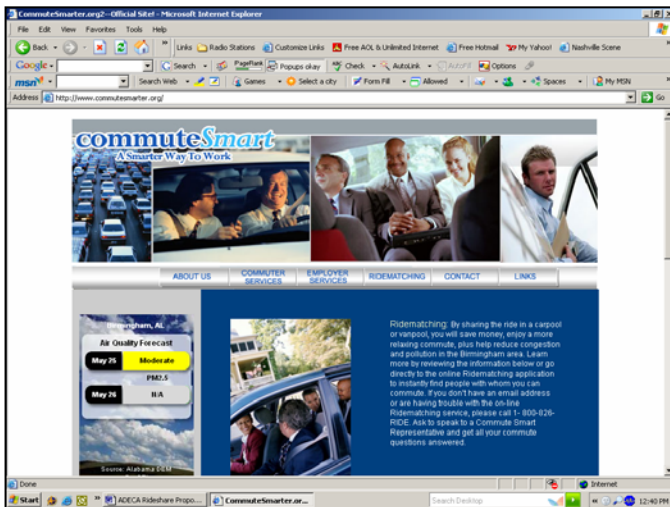 CommuteSmarter.org2--Official Site! - Microsoft Internet Explorer
File Edit View Favorites Tools Help
Back Links Radio Stations Customize Links Free AOL & Unlimited Internet Free Hotmail My Yahoo! Nashville Scene
Google Search PageRank Popups okay Check AutoLink AutoFill Options
msn Search Web Games Select a city Form Fill Allowed Spaces My MSN
Address http://www.commutesmarter.org/ Go
commuteSmart
A Smarter Way To Work
ABOUT US COMMUTER SERVICES EMPLOYER SERVICES RIDEMATCHING CONTACT LINKS
Birmingham, AL
Air Quality Forecast
May 25 Moderate
PM2.5
May 26 N/A
Source: Alabama DEM
Ridematching: By sharing the ride in a carpool
or vanpool, you will save money, enjoy a more
relaxing commute, plus help reduce congestion
and pollution in the Birmingham area. Learn
more by reviewing the information below or go
directly to the online Ridematching application
to instantly find people with whom you can
commute. If you don't have an email address
or are having trouble with the on-line
Ridematching service, please call 1- 800-826-
RIDE. Ask to speak to a Commute Smart
Representative and get all your commute
questions answered.
Done Internet
Start ADECA Rideshare Propo... CommuteSmarter.or... Search Desktop 12:40 PM